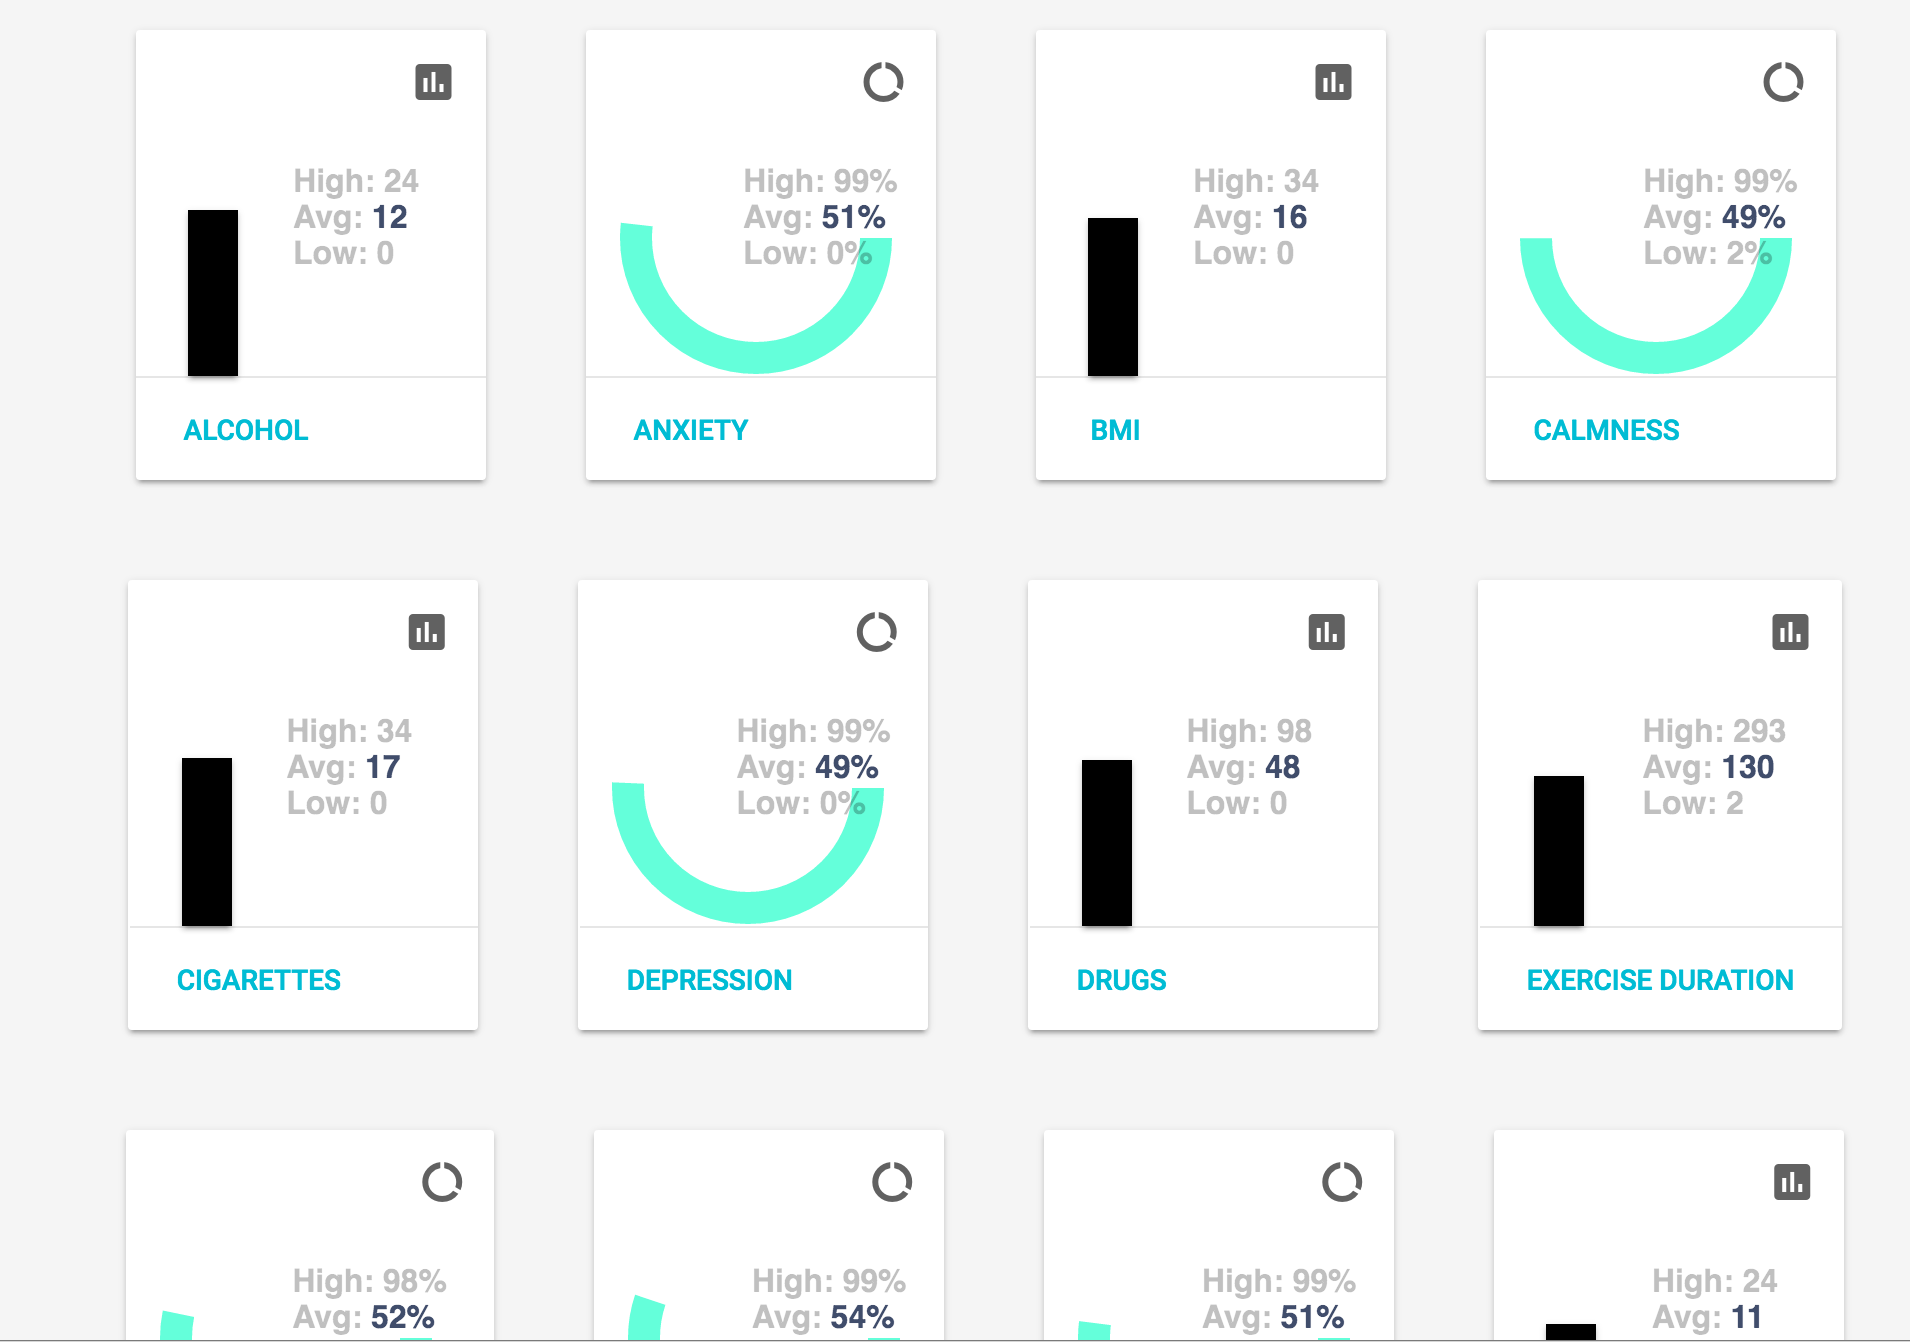 High: 24
Avg: 12
Low: 0
ALCOHOL
High: 99%
Avg: 51%
Low: 0%
ANXIETY
High: 34
Avg: 16
Low: 0
BMI
High: 99%
Avg: 49%
Low: 2%
CALMNESS
High: 34
Avg: 17
Low: 0
CIGARETTES
High: 99%
Avg: 49%
Low: 0%
DEPRESSION
High: 98
Avg: 48
Low: 0
DRUGS
High: 293
Avg: 130
Low: 2
EXERCISE DURATION
High: 98%
Avg: 52%
High: 99%
Avg: 54%
High: 99%
Avg: 51%
High: 24
Avg: 11